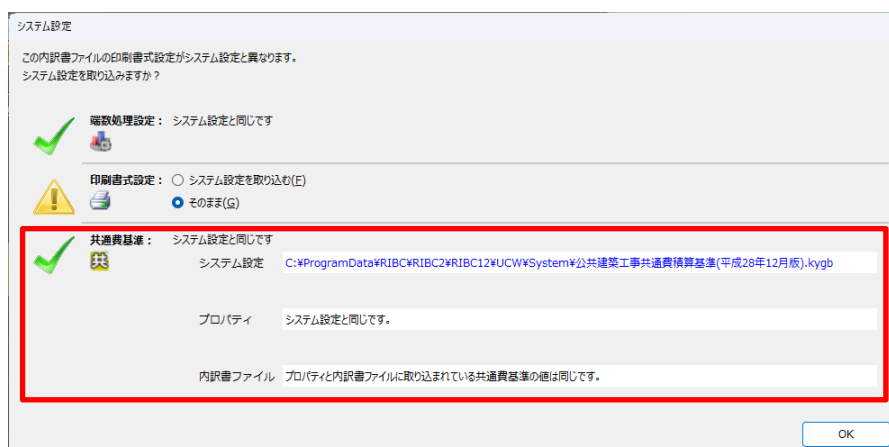 システム設定
この内訳書ファイルの印刷書式設定がシステム設定と異なります。
システム設定を取り込みますか？
端数処理設定： システム設定と同じです
印刷書式設定： システム設定を取り込む(F)
そのまま(G)
共通費基準： システム設定と同じです
共
システム設定 C:¥ProgramData¥RIBC¥RIBC2¥RIBC12¥UCW¥System¥公共建築工事共通費積算基準(平成28年12月版).kygb
プロパティ システム設定と同じです。
内訳書ファイル プロパティと内訳書ファイルに取り込まれている共通費基準の値は同じです。
OK